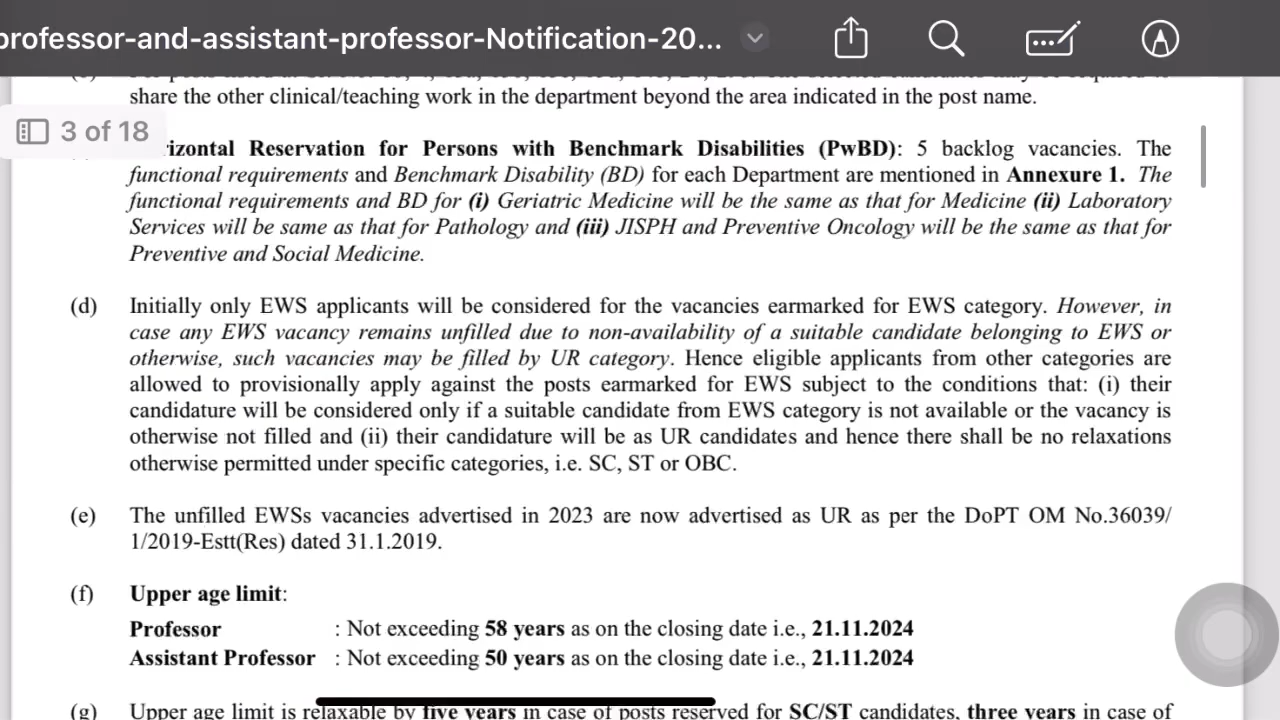 professor-and-assistant-professor-Notification-20...
share the other clinical/teaching work in the department beyond the area indicated in the post name.
3 of 18
rizontal Reservation for Persons with Benchmark Disabilities (PwBD): 5 backlog vacancies. The
functional requirements and Benchmark Disability (BD) for each Department are mentioned in Annexure 1. The
functional requirements and BD for (i) Geriatric Medicine will be the same as that for Medicine (ii) Laboratory
Services will be same as that for Pathology and (iii) JISPH and Preventive Oncology will be the same as that for
Preventive and Social Medicine.
(d) Initially only EWS applicants will be considered for the vacancies earmarked for EWS category. However, in
case any EWS vacancy remains unfilled due to non-availability of a suitable candidate belonging to EWS or
otherwise, such vacancies may be filled by UR category. Hence eligible applicants from other categories are
allowed to provisionally apply against the posts earmarked for EWS subject to the conditions that: (i) their
candidature will be considered only if a suitable candidate from EWS category is not available or the vacancy is
otherwise not filled and (ii) their candidature will be as UR candidates and hence there shall be no relaxations
otherwise permitted under specific categories, i.e. SC, ST or OBC.
(e) The unfilled EWSs vacancies advertised in 2023 are now advertised as UR as per the DoPT OM No.36039/
1/2019-Estt(Res) dated 31.1.2019.
(f) Upper age limit:
Professor : Not exceeding 58 years as on the closing date i.e., 21.11.2024
Assistant Professor : Not exceeding 50 years as on the closing date i.e., 21.11.2024
(g) Upper age limit is relaxable by five years in case of posts reserved for SC/ST candidates, three years in case of